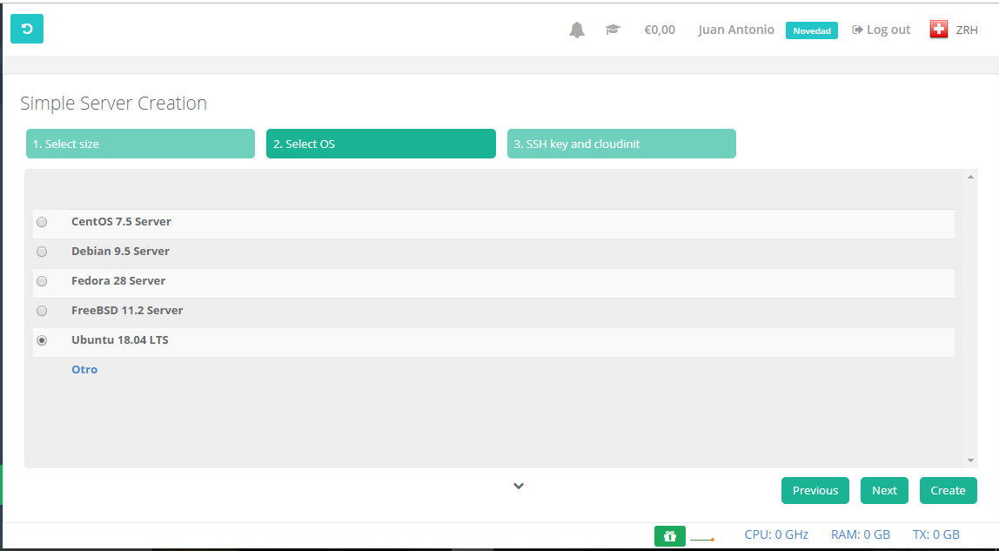 €0,00 Juan Antonio Novedad Log out ZRH
Simple Server Creation
1. Select size 2. Select OS 3. SSH key and cloudinit
CentOS 7.5 Server
Debian 9.5 Server
Fedora 28 Server
FreeBSD 11.2 Server
Ubuntu 18.04 LTS
Otro
Previous Next Create
CPU: 0 GHz RAM: 0 GB TX: 0 GB